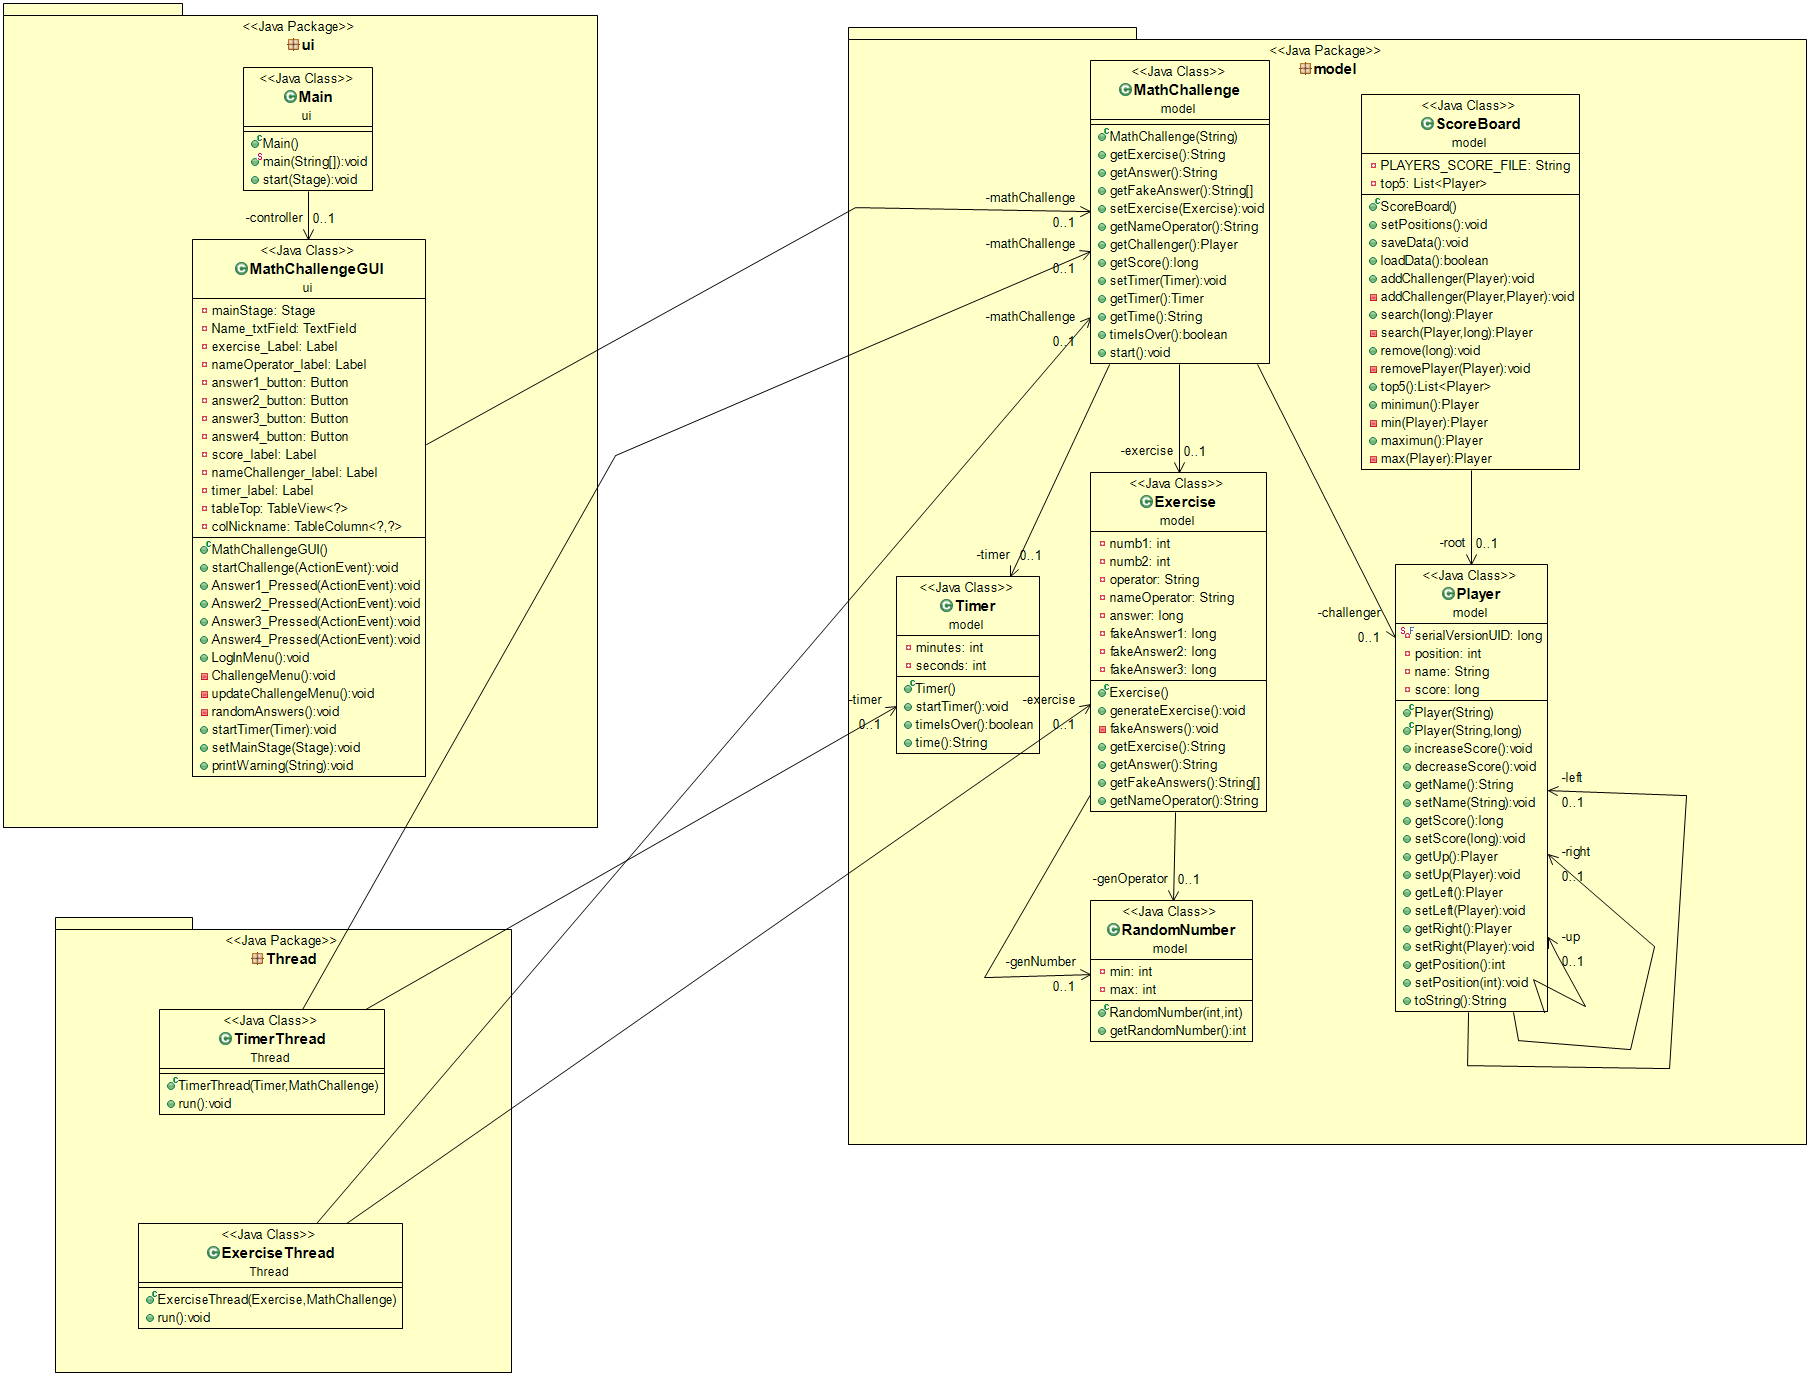 <<Java Package>>
ui
<<Java Class>>
Main
ui
Main()
main(String[]):void
start(Stage):void
-controller 0..1
<<Java Class>>
MathChallengeGUI
ui
mainStage: Stage
Name_txtField: TextField
exercise_Label: Label
nameOperator_label: Label
answer1_button: Button
answer2_button: Button
answer3_button: Button
answer4_button: Button
score_label: Label
nameChallenger_label: Label
timer_label: Label
tableTop: TableView<?>
colNickname: TableColumn<?,?>
MathChallengeGUI()
startChallenge(ActionEvent):void
Answer1_Pressed(ActionEvent):void
Answer2_Pressed(ActionEvent):void
Answer3_Pressed(ActionEvent):void
Answer4_Pressed(ActionEvent):void
LogInMenu():void
ChallengeMenu():void
updateChallengeMenu():void
randomAnswers():void
startTimer(Timer):void
setMainStage(Stage):void
printWarning(String):void
<<Java Package>>
Thread
<<Java Class>>
TimerThread
Thread
TimerThread(Timer,MathChallenge)
run():void
<<Java Class>>
ExerciseThread
Thread
ExerciseThread(Exercise,MathChallenge)
run():void
<<Java Package>>
model
<<Java Class>>
MathChallenge
model
MathChallenge(String)
getExercise():String
getAnswer():String
getFakeAnswer():String[]
setExercise(Exercise):void
getNameOperator():String
getChallenger():Player
getScore():long
setTimer(Timer):void
getTimer():Timer
getTime():String
timeIsOver():boolean
start():void
-mathChallenge
0..1
-mathChallenge
0..1
-mathChallenge
0..1
<<Java Class>>
ScoreBoard
model
PLAYERS_SCORE_FILE: String
top5: List<Player>
ScoreBoard()
setPositions():void
saveData():void
loadData():boolean
addChallenger(Player):void
addChallenger(Player,Player):void
search(long):Player
search(Player,long):Player
remove(long):void
removePlayer(Player):void
top5():List<Player>
minimun():Player
min(Player):Player
maximun():Player
max(Player):Player
-exercise 0..1
<<Java Class>>
Exercise
model
numb1: int
numb2: int
operator: String
nameOperator: String
answer: long
fakeAnswer1: long
fakeAnswer2: long
fakeAnswer3: long
Exercise()
generateExercise():void
fakeAnswers():void
getExercise():String
getAnswer():String
getFakeAnswers():String[]
getNameOperator():String
-timer 0..1
<<Java Class>>
Timer
model
minutes: int
seconds: int
Timer()
startTimer():void
timeIsOver():boolean
time():String
-timer
0..1
-exercise
0..1
-genOperator 0..1
-genNumber
0..1
<<Java Class>>
RandomNumber
model
min: int
max: int
RandomNumber(int,int)
getRandomNumber():int
-root 0..1
-challenger
0..1
<<Java Class>>
Player
model
serialVersionUID: long
position: int
name: String
score: long
Player(String)
Player(String,long)
increaseScore():void
decreaseScore():void
getName():String
setName(String):void
getScore():long
setScore(long):void
getUp():Player
setUp(Player):void
getLeft():Player
setLeft(Player):void
getRight():Player
setRight(Player):void
getPosition():int
setPosition(int):void
toString():String
-left
0..1
-right
0..1
-up
0..1